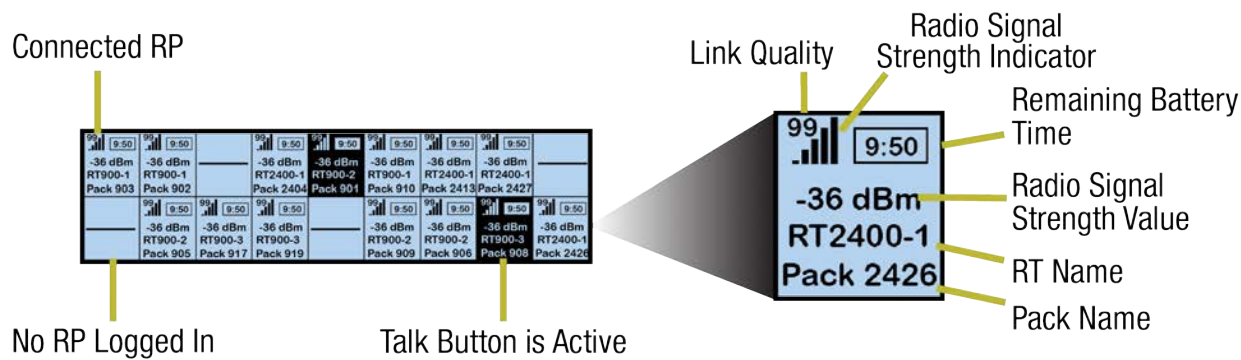 Connected RP
Link Quality
Radio Signal
Strength Indicator
Remaining Battery
Time
99 9:50 99 9:50 99 9:50 99 9:50 99 9:50 99 9:50 99 9:50
-36 dBm -36 dBm -36 dBm -36 dBm -36 dBm -36 dBm -36 dBm
RT900-1 RT900-1 RT2400-1 RT900-2 RT900-1 RT2400-1 RT2400-1
Pack 903 Pack 902 Pack 2404 Pack 901 Pack 910 Pack 2413 Pack 2427
99 9:50 99 9:50 99 9:50 99 9:50 99 9:50 99 9:50 99 9:50
-36 dBm -36 dBm -36 dBm -36 dBm -36 dBm -36 dBm -36 dBm
RT900-2 RT900-3 RT900-3 RT900-2 RT900-2 RT900-3 RT2400-1
Pack 905 Pack 917 Pack 919 Pack 909 Pack 906 Pack 908 Pack 2426
99 9:50
-36 dBm
RT2400-1
Pack 2426
Radio Signal
Strength Value
RT Name
Pack Name
No RP Logged In
Talk Button is Active